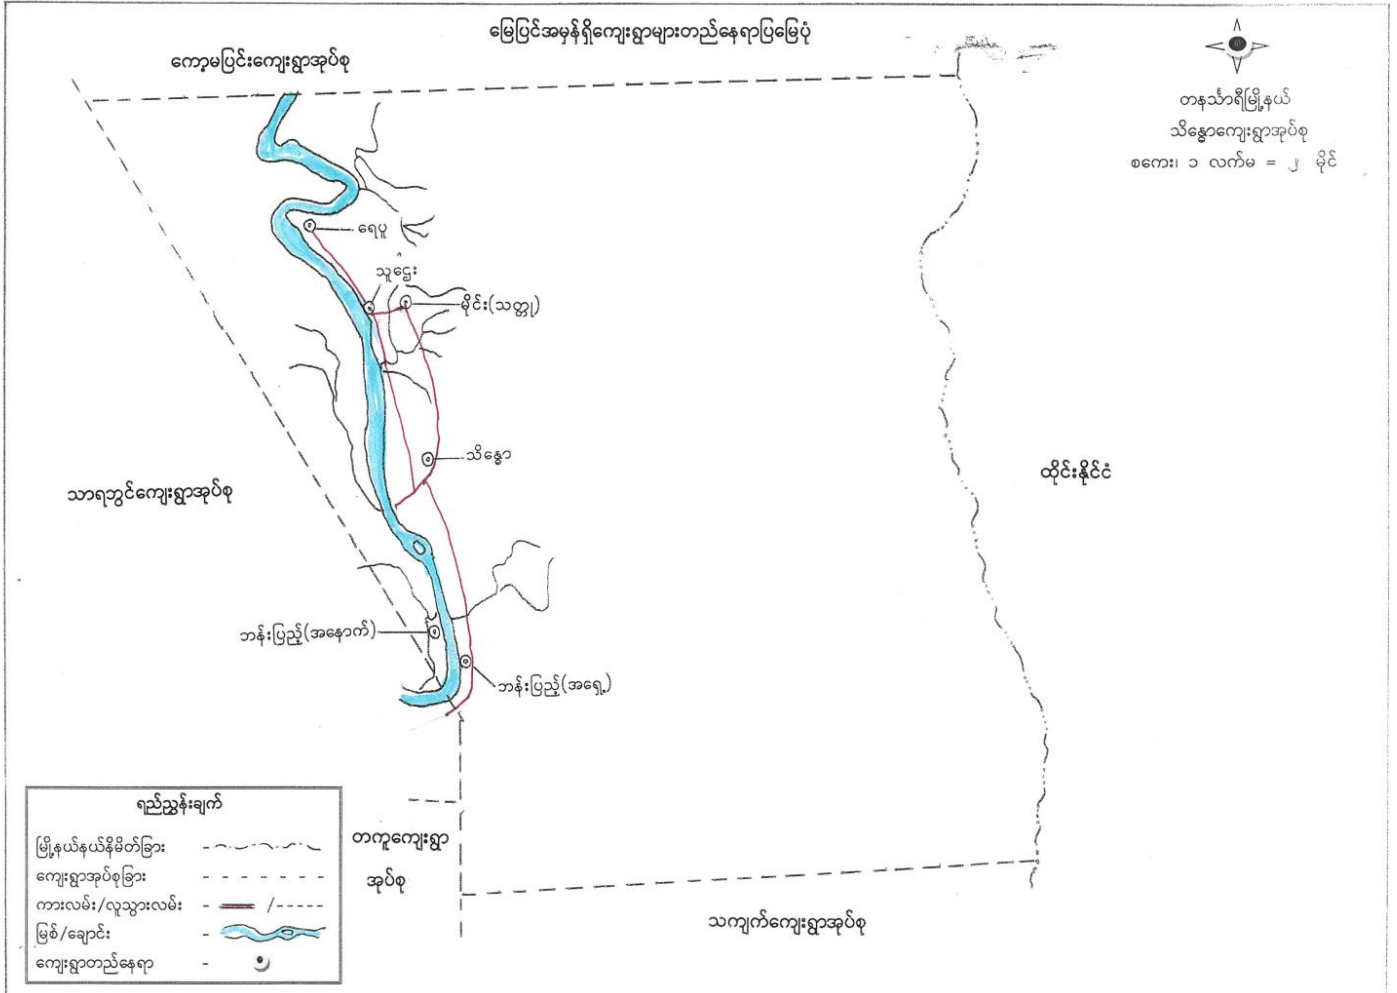 မြေပြင်အမှန်ရှိကျေးရွာများတည်နေရာပြမြေပုံ
ကော့မပြင်းကျေးရွာအုပ်စု
တနင်္သာရီမြို့နယ်
သိန္ဓောကျေးရွာအုပ်စု
စကေး၊ ၁ လက်မ = ၂ မိုင်
ရေပူ
သူဌေး
မိုင်း(သတ္တု)
သိန္ဓော
ထိုင်းနိုင်ငံ
သာရဘွင်ကျေးရွာအုပ်စု
ဘန်းပြည့်(အနောက်)
ဘန်းပြည့်(အရှေ့)
ရည်ညွှန်းချက်
မြို့နယ်နယ်နိမိတ်ခြား -
ကျေးရွာအုပ်စုခြား -
ကားလမ်း/လူသွားလမ်း - /
မြစ်/ချောင်း -
ကျေးရွာတည်နေရာ -
တကူကျေးရွာ
အုပ်စု
သကျက်ကျေးရွာအုပ်စု